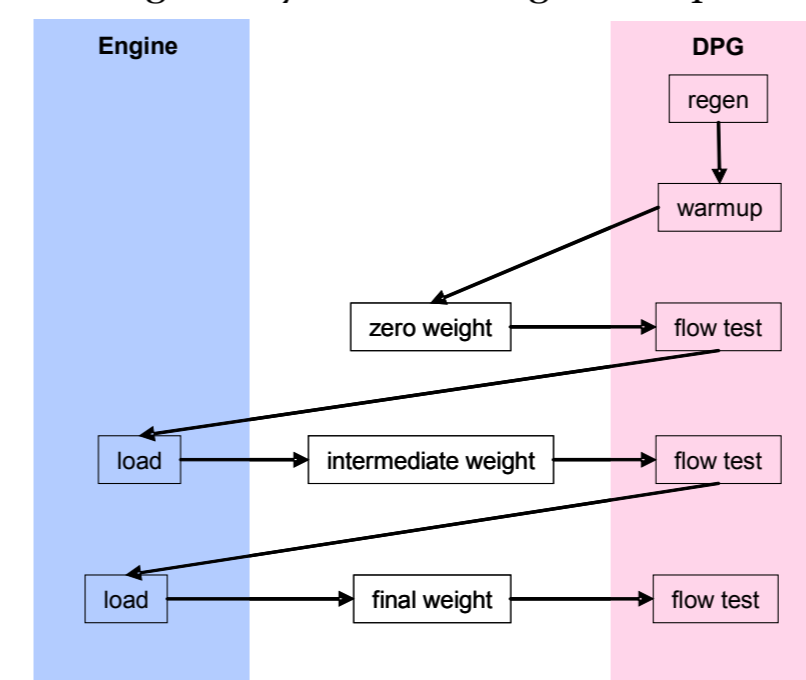 Engine DPG
regen
warmup
zero weight flow test
load intermediate weight flow test
load final weight flow test